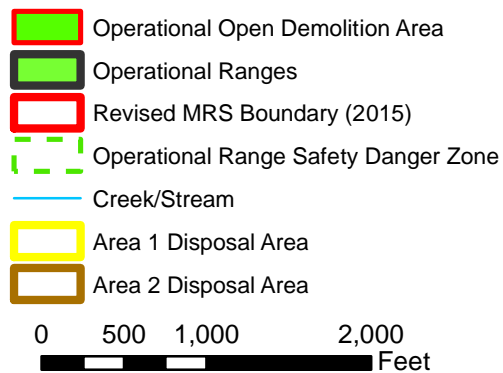 Operational Open Demolition Area
Operational Ranges
Revised MRS Boundary (2015)
Operational Range Safety Danger Zone
Creek/Stream
Area 1 Disposal Area
Area 2 Disposal Area
0 500 1,000 2,000
Feet